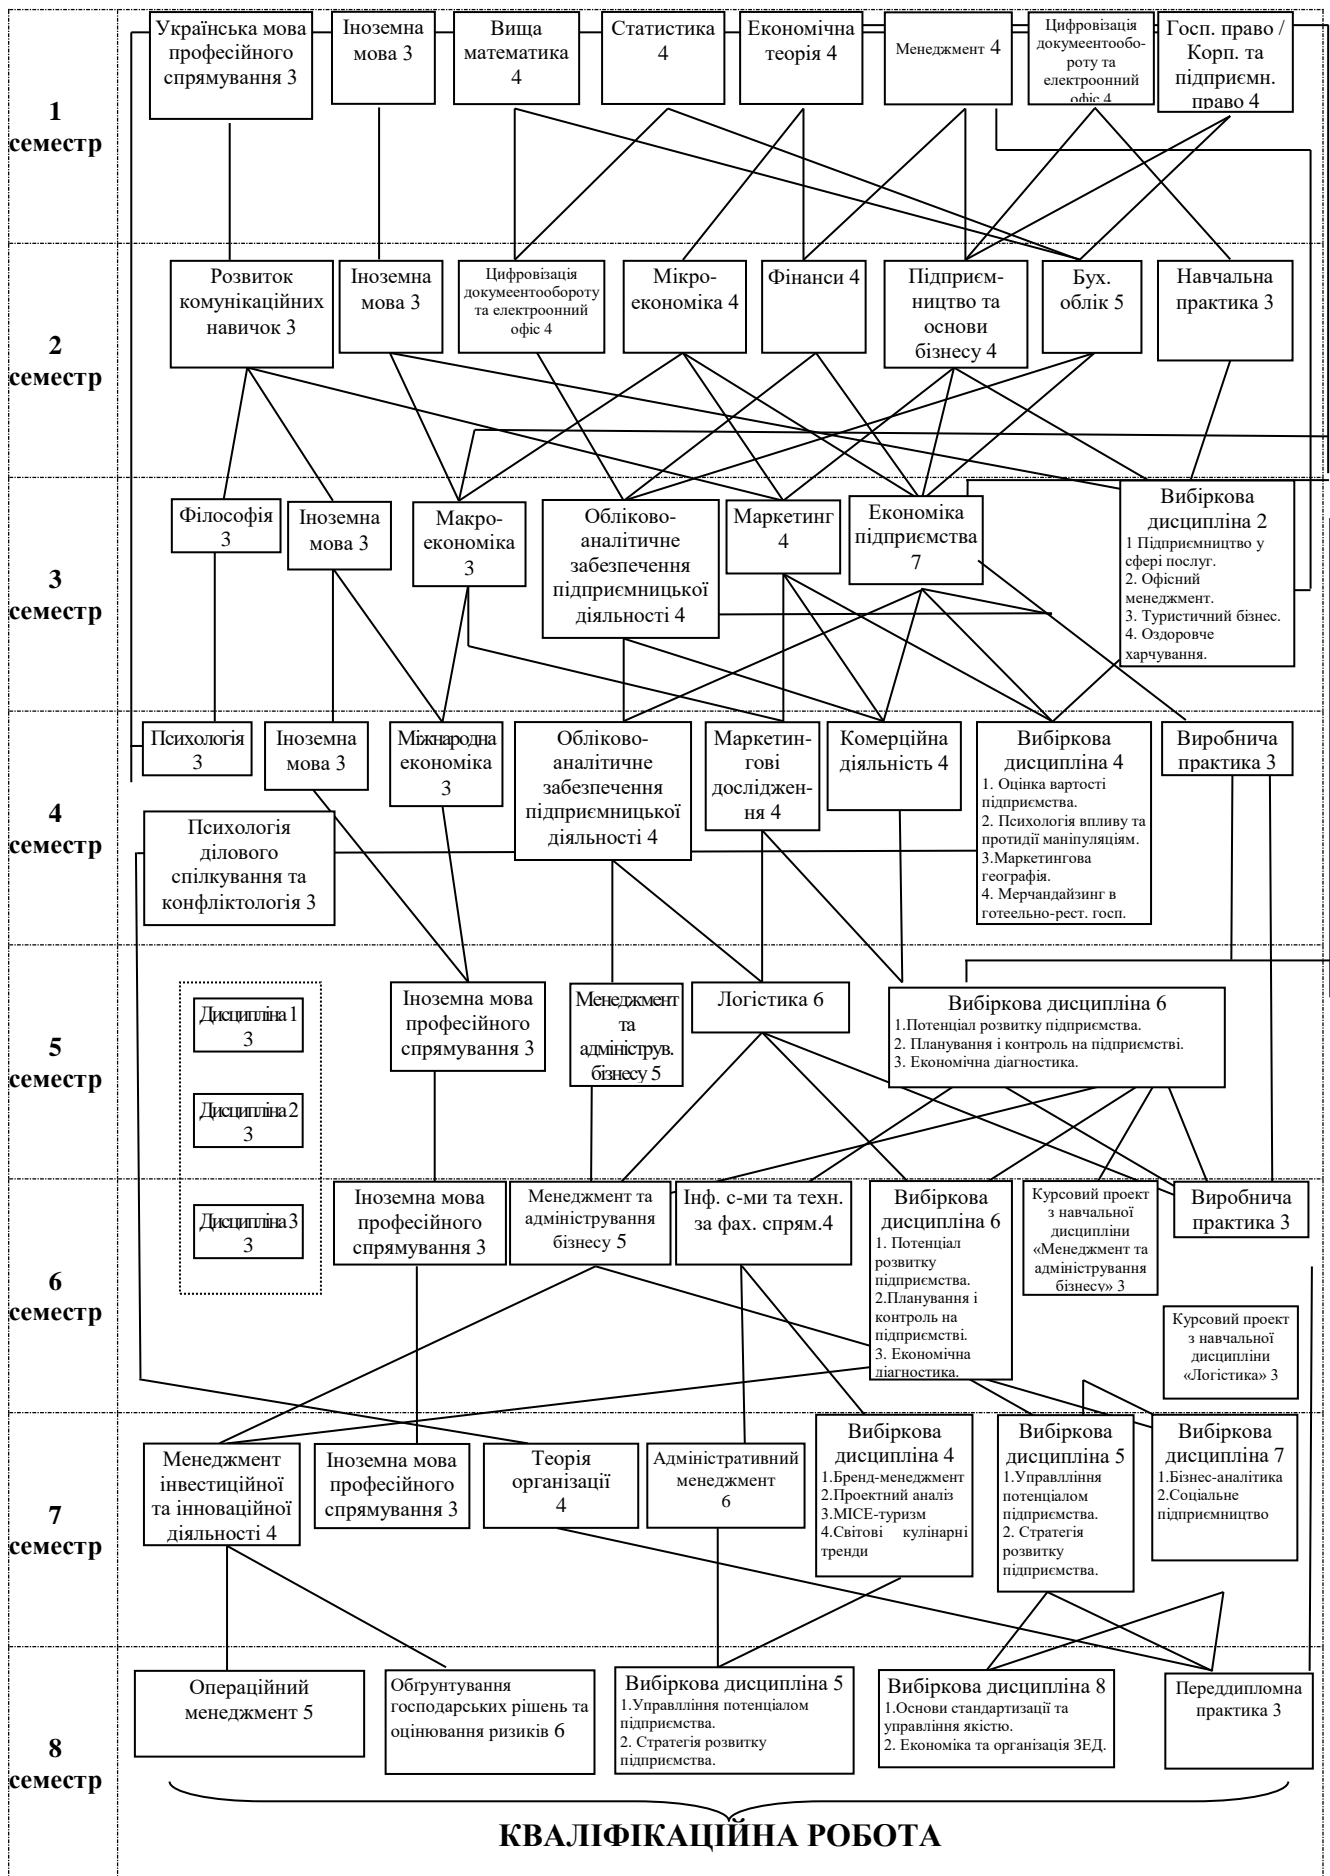 1
семестр
Українська мова
професійного
спрямування 3
Іноземна
мова 3
Вища
математика
4
Статистика
4
Економічна
теорія 4
Менеджмент 4
Цифровізація
документообо-
роту та
електроонний
офіс 4
Госп. право /
Корп. та
підприємн.
право 4
2
семестр
Розвиток
комунікаційних
навичок 3
Іноземна
мова 3
Цифровізація
документообороту
та електроонний
офіс 4
Мікро-
економіка 4
Фінанси 4
Підприєм-
ництво та
основи
бізнесу 4
Бух.
облік 5
Навчальна
практика 3
3
семестр
Філософія
3
Іноземна
мова 3
Макро-
економіка
3
Обліково-
аналітичне
забезпечення
підприємницької
діяльності 4
Маркетинг
4
Економіка
підприємства
7
Вибіркова
дисципліна 2
1 Підприємництво у
сфері послуг.
2. Офісний
менеджмент.
3. Туристичний бізнес.
4. Оздоровче
харчування.
4
семестр
Психологія
3
Іноземна
мова 3
Міжнародна
економіка
3
Обліково-
аналітичне
забезпечення
підприємницької
діяльності 4
Маркетин-
гові
досліджен-
ня 4
Комерційна
діяльність 4
Вибіркова
дисципліна 4
1. Оцінка вартості
підприємства.
2. Психологія впливу та
протидії маніпуляціям.
3.Маркетингова
географія.
4. Мерчандайзинг в
готеельно-рест. госп.
Виробнича
практика 3
Психологія
ділового
спілкування та
конфліктологія 3
5
семестр
Дисципліна 1
3
Дисципліна 2
3
Дисципліна 3
3
Іноземна мова
професійного
спрямування 3
Менеджмент
та
адмініструв.
бізнесу 5
Логістика 6
Вибіркова дисципліна 6
1.Потенціал розвитку підприємства.
2. Планування і контроль на підприємстві.
3. Економічна діагностика.
6
семестр
Іноземна мова
професійного
спрямування 3
Менеджмент та
адміністрування
бізнесу 5
Інф. с-ми та техн.
за фах. спрям.4
Вибіркова
дисципліна 6
1. Потенціал
розвитку
підприємства.
2.Планування і
контроль на
підприємстві.
3. Економічна
діагностика.
Курсовий проект
з навчальної
дисципліни
«Менеджмент та
адміністрування
бізнесу» 3
Виробнича
практика 3
Курсовий проект
з навчальної
дисципліни
«Логістика» 3
7
семестр
Менеджмент
інвестиційної
та інноваційної
діяльності 4
Іноземна мова
професійного
спрямування 3
Теорія
організації
4
Адміністративний
менеджмент
6
Вибіркова
дисципліна 4
1.Бренд-менеджмент
2.Проектний аналіз
3.МІСЕ-туризм
4.Світові кулінарні
тренди
Вибіркова
дисципліна 5
1.Управлління
потенціалом
підприємства.
2. Стратегія
розвитку
підприємства.
Вибіркова
дисципліна 7
1.Бізнес-аналітика
2.Соціальне
підприємництво
8
семестр
Операційний
менеджмент 5
Обґрунтування
господарських рішень та
оцінювання ризиків 6
Вибіркова дисципліна 5
1.Управлління потенціалом
підприємства.
2. Стратегія розвитку
підприємства.
Вибіркова дисципліна 8
1.Основи стандартизації та
управління якістю.
2. Економіка та організація ЗЕД.
Переддипломна
практика 3
КВАЛІФІКАЦІЙНА РОБОТА